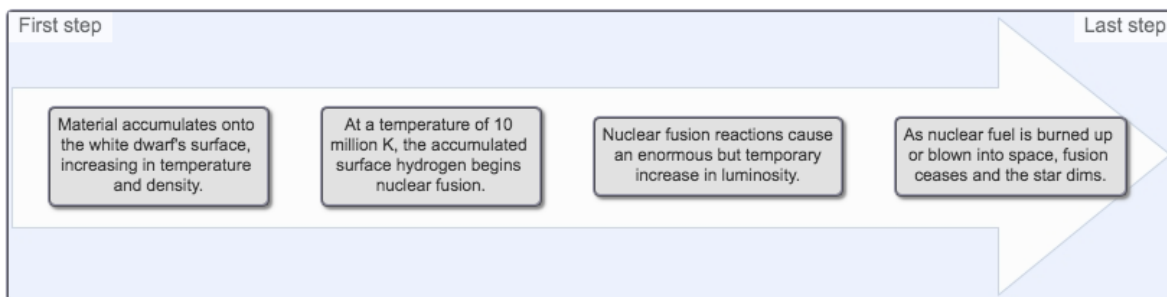 First step
Last step
Material accumulates onto
the white dwarf's surface,
increasing in temperature
and density.
At a temperature of 10
million K, the accumulated
surface hydrogen begins
nuclear fusion.
Nuclear fusion reactions cause
an enormous but temporary
increase in luminosity.
As nuclear fuel is burned up
or blown into space, fusion
ceases and the star dims.